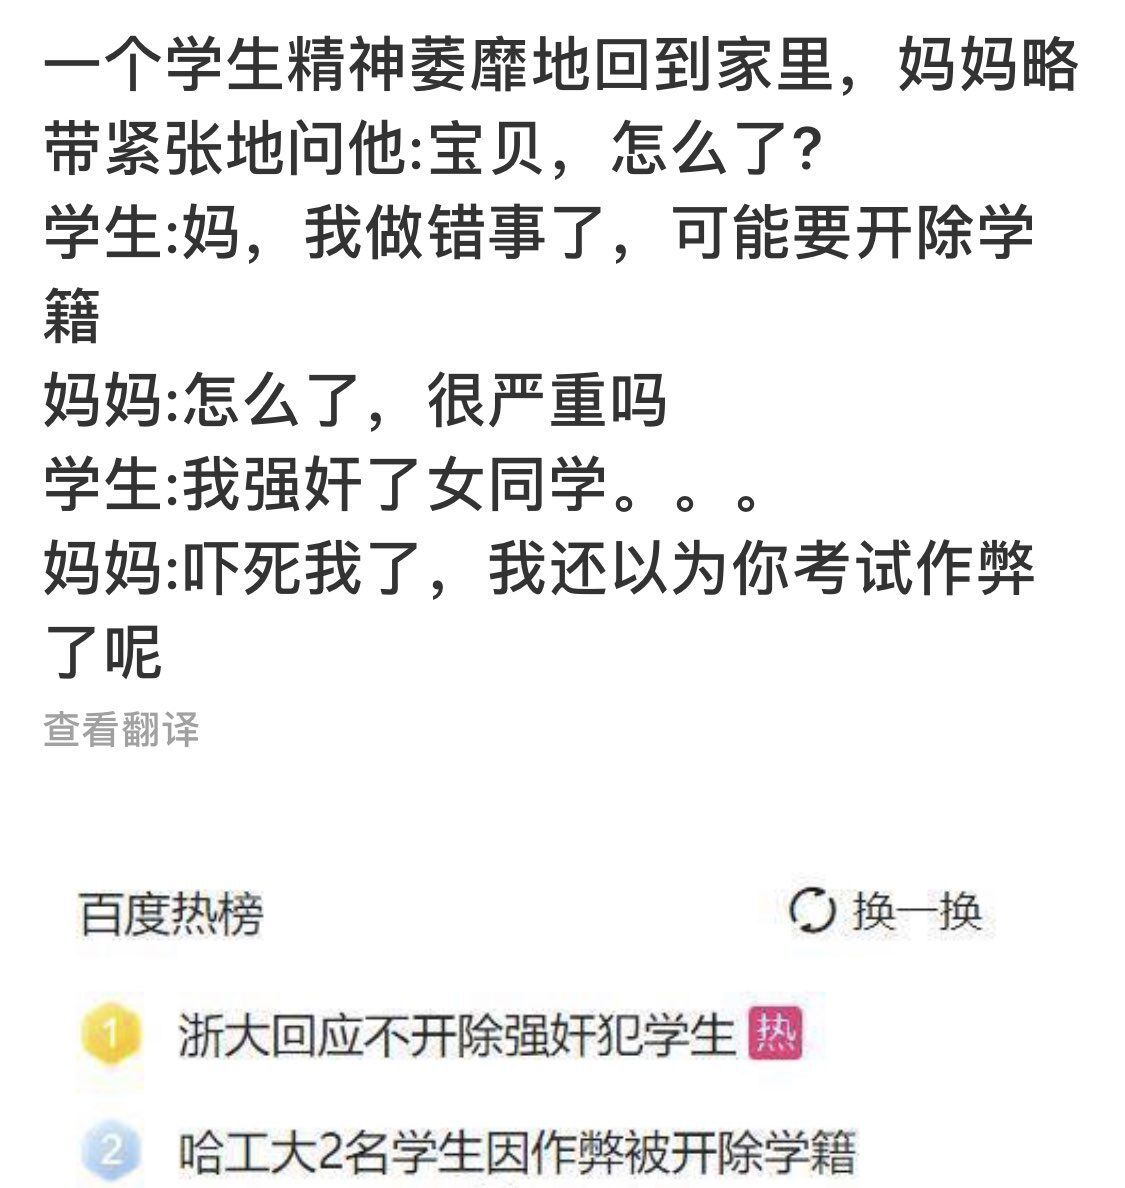 一个学生精神萎靡地回到家里，妈妈略
带紧张地问他:宝贝，怎么了?
学生:妈，我做错事了，可能要开除学
籍
妈妈:怎么了，很严重吗
学生:我强奸了女同学。。。
妈妈:吓死我了，我还以为你考试作弊
了呢
查看翻译
百度热榜
换一换
1 浙大回应不开除强奸犯学生 热
2 哈工大2名学生因作弊被开除学籍